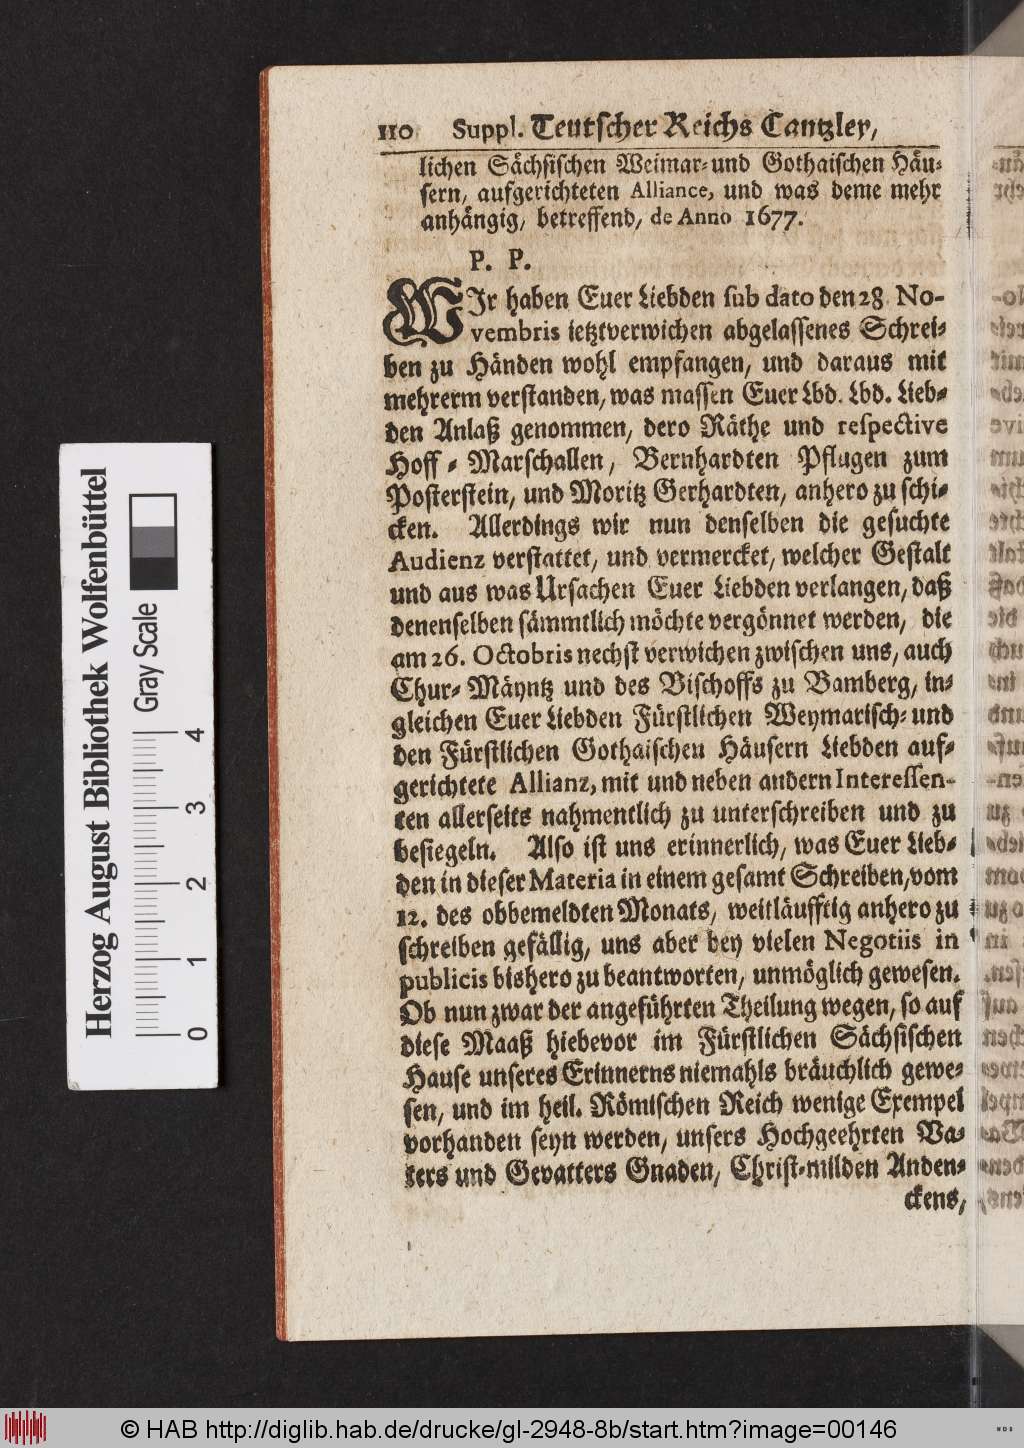 110 Suppl. Teutscher Reichs Cantzley,
lichen Sächsischen Weimar- und Gothaischen Häu-
sern, aufgerichteten Alliance, und was deme mehr
anhängig, betreffend, de Anno 1677.
P. P.
WIr haben Euer Liebden sub dato den 28 No-
vembris ietztverwichen abgelassenes Schrei-
ben zu Händen wohl empfangen, und daraus mit
mehrerm verstanden, was massen Euer Lbd. Lbd. Lieb-
den Anlaß genommen, dero Räthe und respective
Hoff-Marschallen, Bernhardten Pflugen zum
Posterstein, und Moritz Gerhardten, anhero zu schi-
cken. Allerdings wir nun denselben die gesuchte
Audienz verstattet, und vermercket, welcher Gestalt
und aus was Ursachen Euer Liebden verlangen, daß
denenselben sämmtlich möchte vergönnet werden, die
am 26. Octobris nechst verwichen zwischen uns, auch
Chur-Mäyntz und des Bischoffs zu Bamberg, in-
gleichen Euer Liebden Fürstlichen Weymarisch- und
den Fürstlichen Gothaischen Häusern Liebden auf-
gerichtete Allianz, mit und neben andern Interessen-
ten allerseits nahmentlich zu unterschreiben und zu
besiegeln. Also ist uns erinnerlich, was Euer Lieb-
den in dieser Materia in einem gesamt Schreiben, vom
12. des obbemeldten Monats, weitläufftig anhero zu
schreiben gefällig, uns aber bey vielen Negotiis in
publicis bishero zu beantworten, unmöglich gewesen.
Ob nun zwar der angeführten Theilung wegen, so auf
diese Maaß hiebevor im Fürstlichen Sächsischen
Hause unseres Erinnerns niemahls bräuchlich gewe-
sen, und im heil. Römischen Reich wenige Exempel
vorhanden seyn werden, unsers Hochgeehrten Va-
ters und Gevatters Gnaden, Christ-milden Anden-
ckens,
Herzog August Bibliothek Wolfenbüttel
Gray Scale
0 1 2 3 4
© HAB http://diglib.hab.de/drucke/gl-2948-8b/start.htm?image=00146